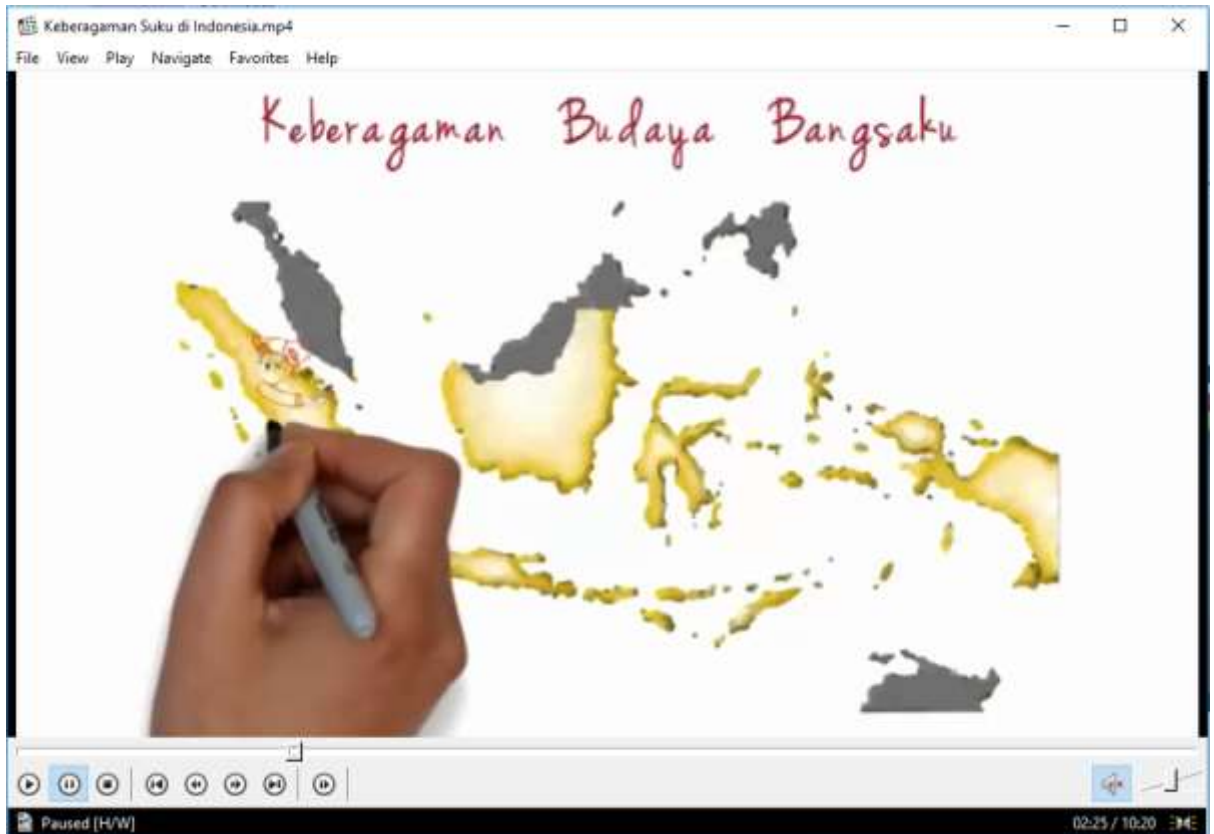 Keberagaman Suku di Indonesia.mp4
File View Play Navigate Favorites Help
Keberagaman Budaya Bangsaku
Paused [H/W]
02:25 / 10:20